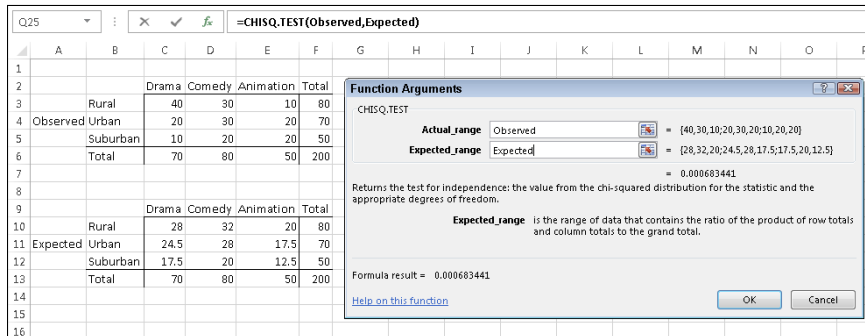 Q25 fx =CHISQ.TEST(Observed,Expected)
A B C D E F G H I J K L M N O
1
2 Drama Comedy Animation Total
3 Rural 40 30 10 80
4 Observed Urban 20 30 20 70
5 Suburban 10 20 20 50
6 Total 70 80 50 200
7
8
9 Drama Comedy Animation Total
10 Rural 28 32 20 80
11 Expected Urban 24.5 28 17.5 70
12 Suburban 17.5 20 12.5 50
13 Total 70 80 50 200
14
15
16
Function Arguments
CHISQ.TEST
Actual_range Observed = {40,30,10;20,30,20;10,20,20}
Expected_range Expected = {28,32,20;24.5,28,17.5;17.5,20,12.5}
= 0.000683441
Returns the test for independence: the value from the chi-squared distribution for the statistic and the
appropriate degrees of freedom.
Expected_range is the range of data that contains the ratio of the product of row totals
and column totals to the grand total.
Formula result = 0.000683441
Help on this function OK Cancel